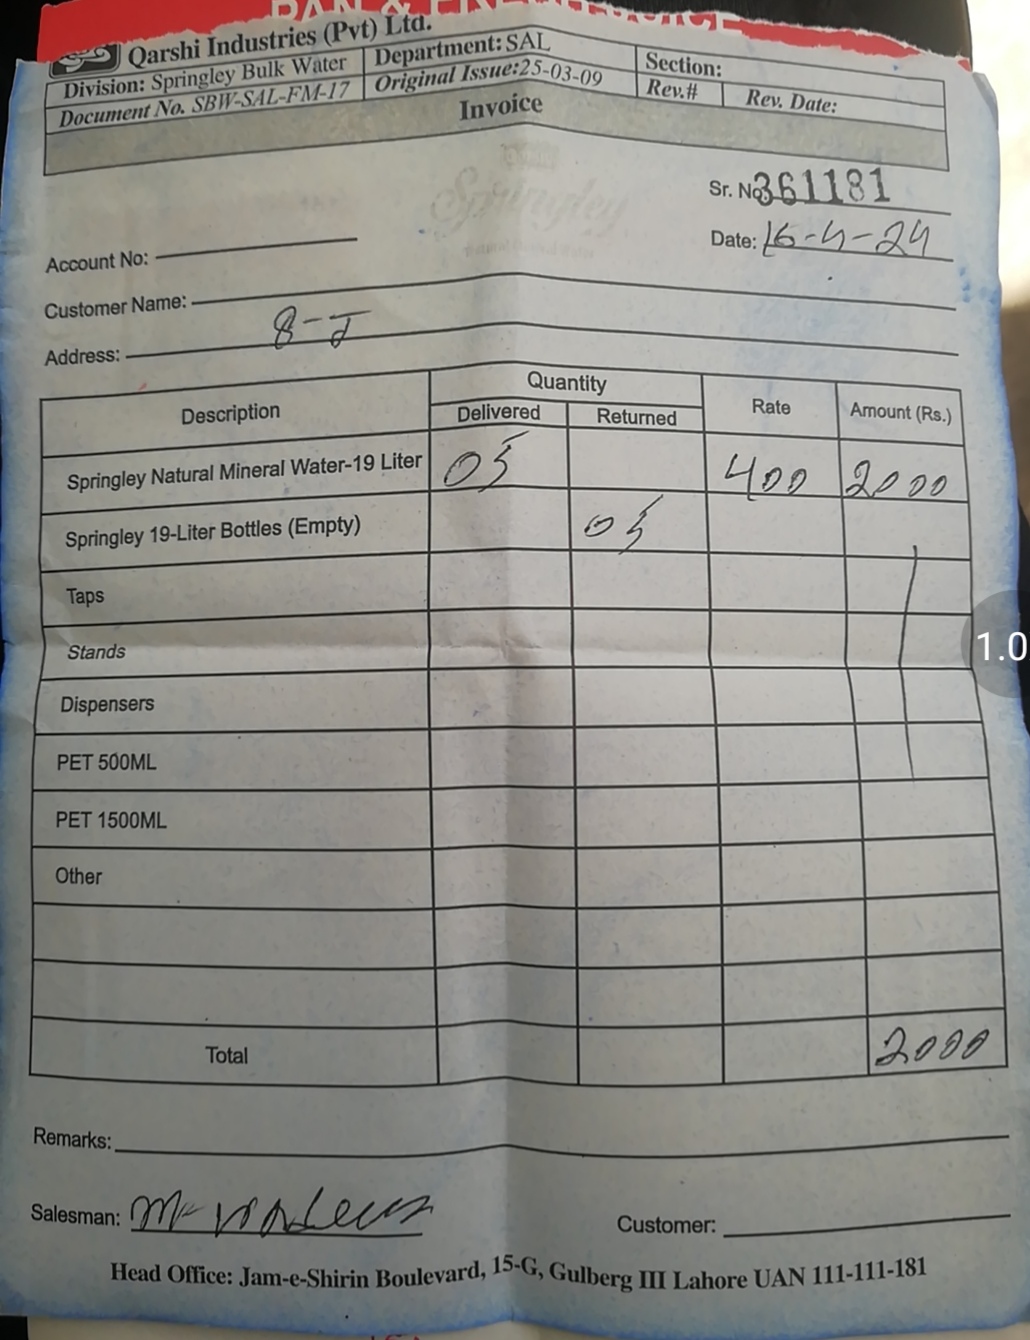 Qarshi Industries (Pvt) Ltd.
Division: Springley Bulk Water Department: SAL Section:
Document No. SBW-SAL-FM-17 Original Issue:25-03-09 Rev.# Rev. Date:
Invoice
Springley
Sr. No 361181
Date: 16-4-24
Account No:
Customer Name:
Address: 8-J
Description Quantity Rate Amount (Rs.)
Delivered Returned
Springley Natural Mineral Water-19 Liter 05 400 2000
Springley 19-Liter Bottles (Empty) 05
Taps
Stands
Dispensers
PET 500ML
PET 1500ML
Other
Total 2000
Remarks:
Salesman:
Customer:
Head Office: Jam-e-Shirin Boulevard, 15-G, Gulberg III Lahore UAN 111-111-181
1.0